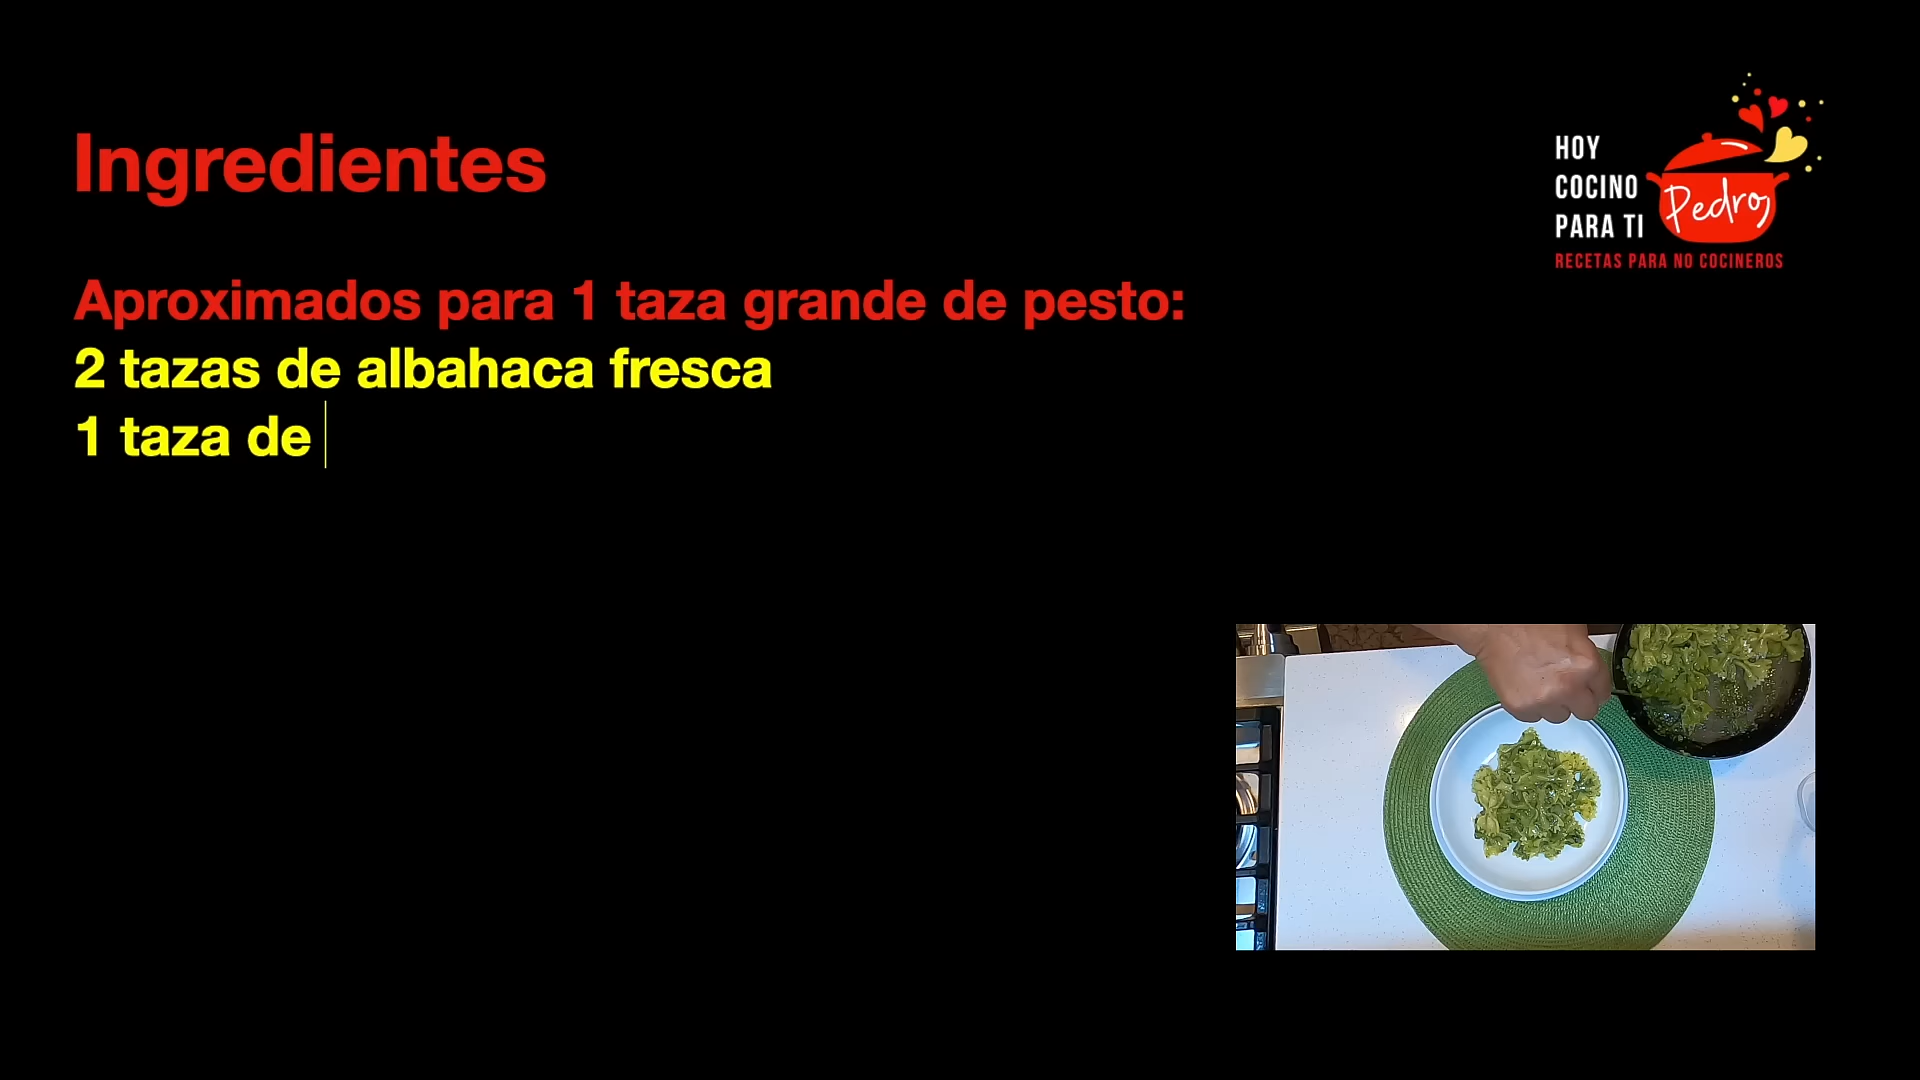 Ingredientes
HOY
COCINO
PARA TI
Pedro
RECETAS PARA NO COCINEROS
Aproximados para 1 taza grande de pesto:
2 tazas de albahaca fresca
1 taza de